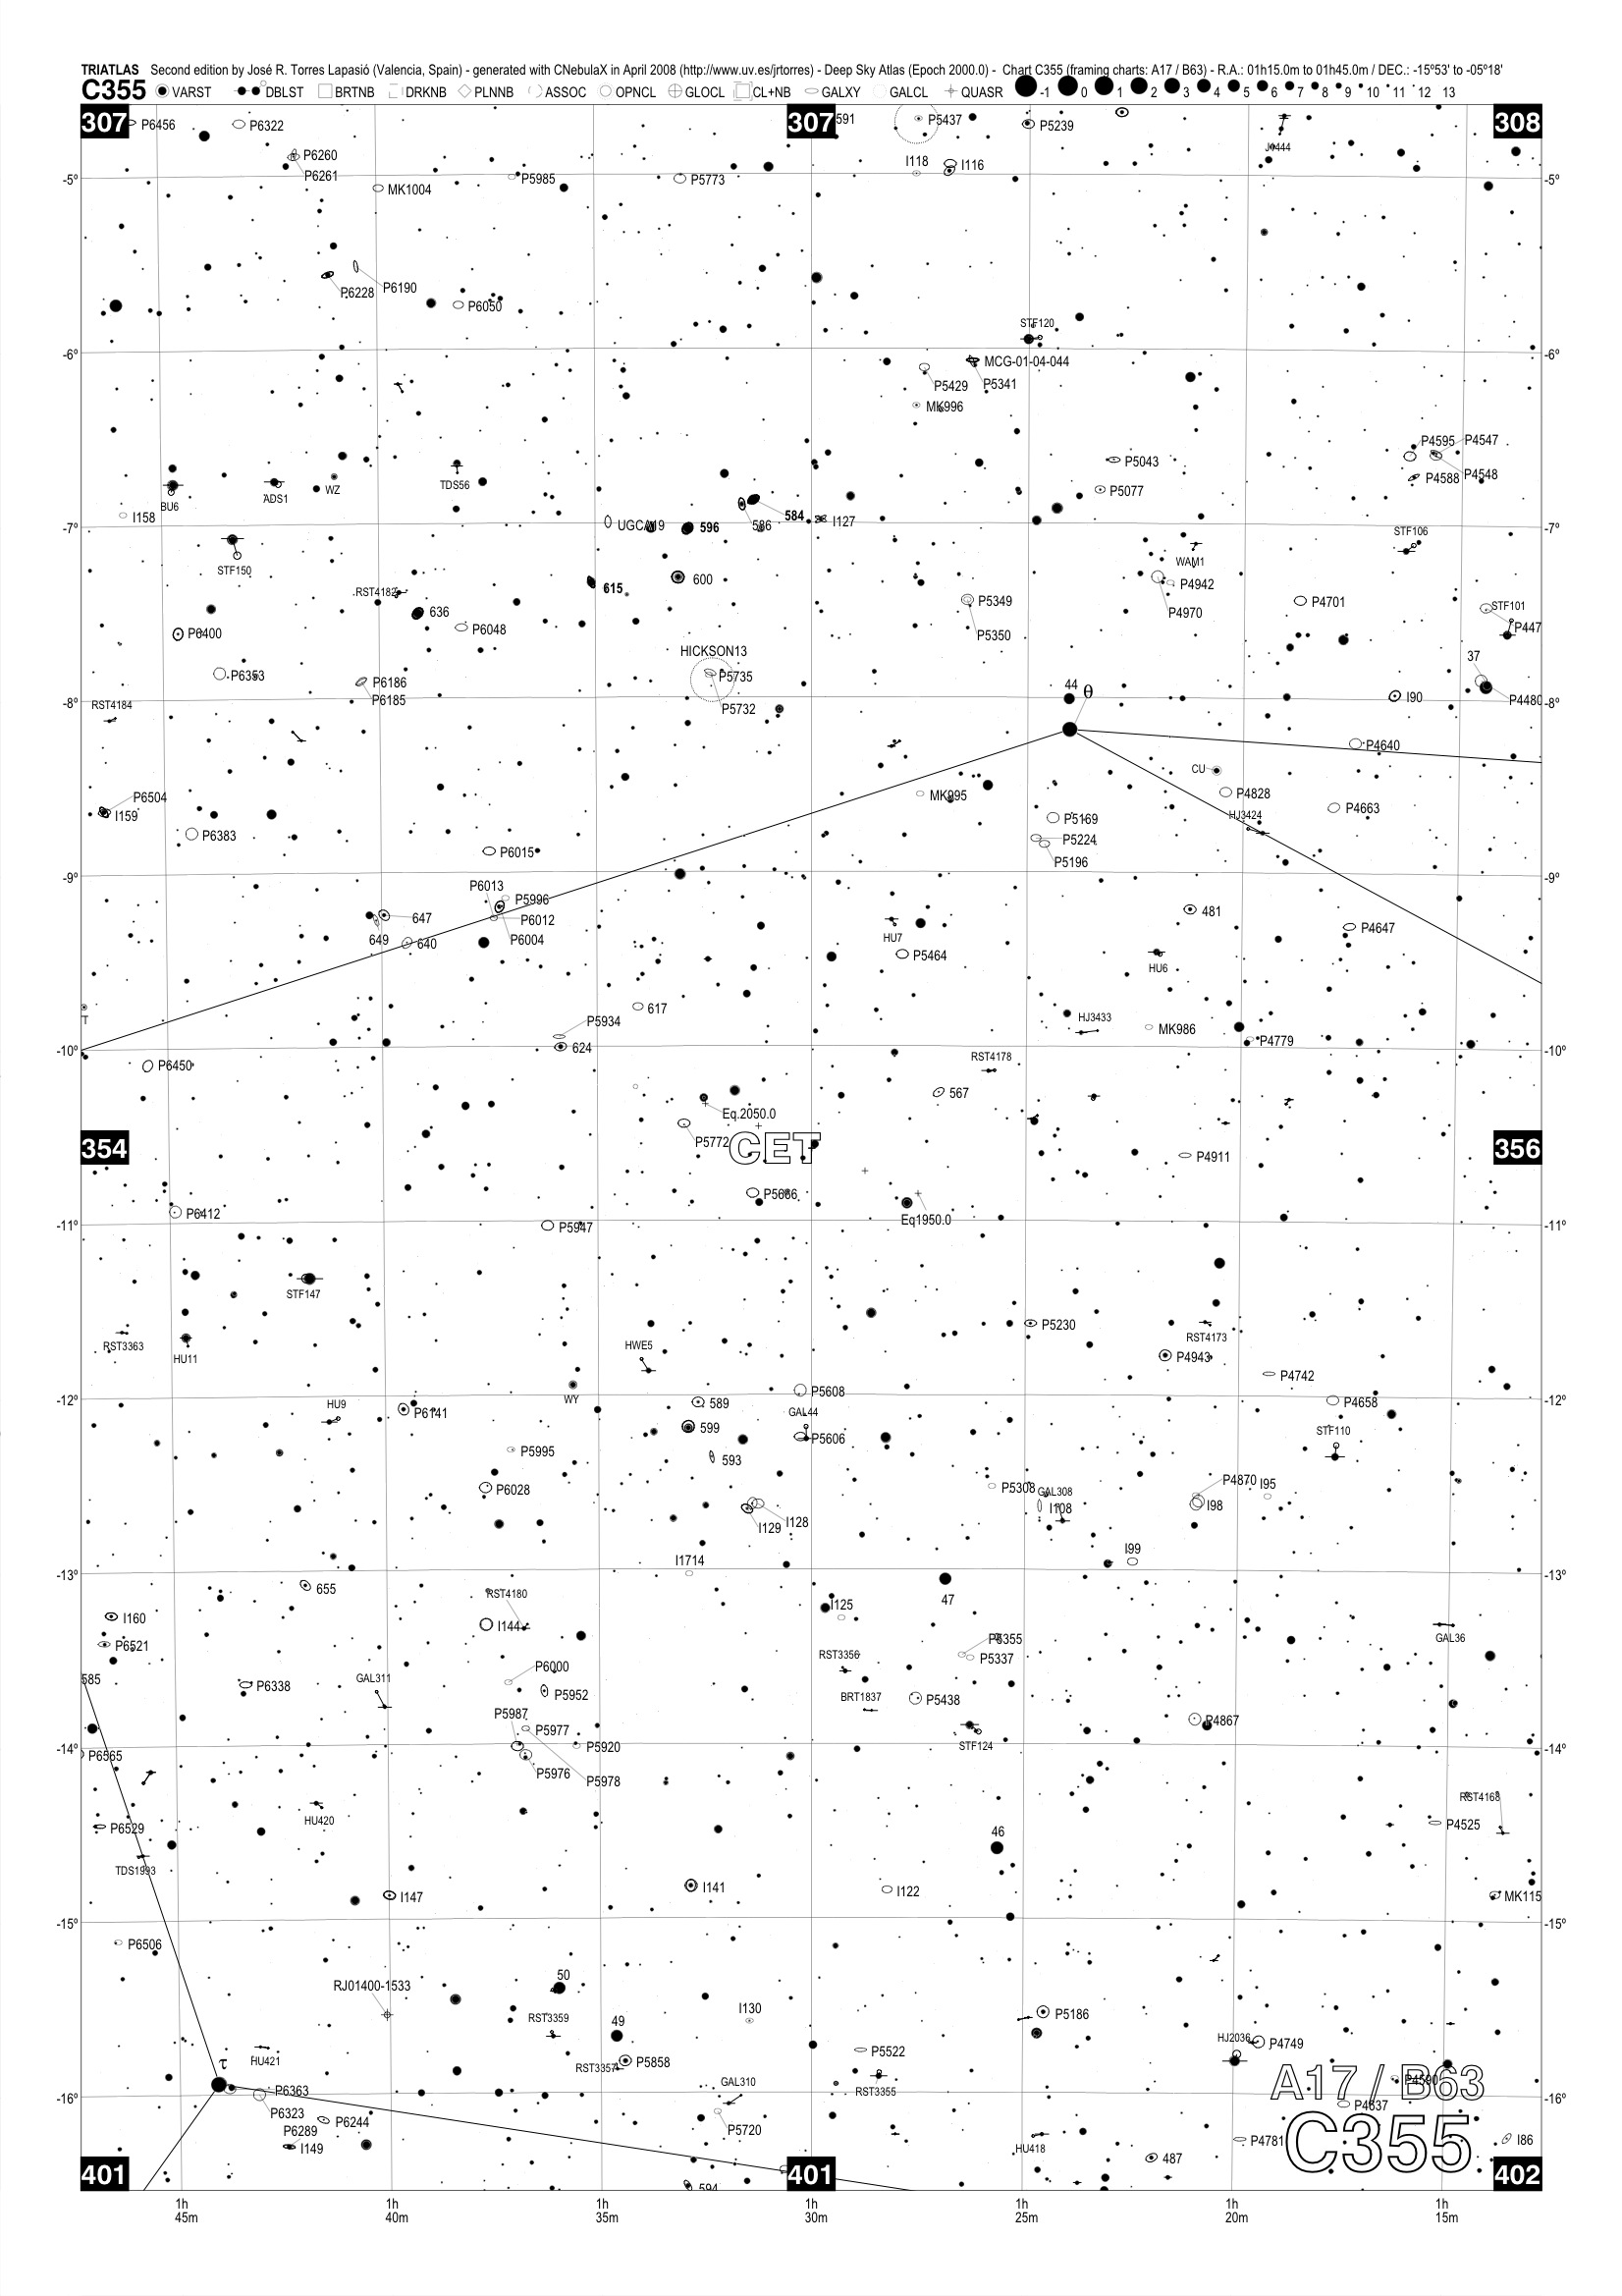 TRIATLAS Second edition by José R. Torres Lapasió (Valencia, Spain) - generated with CNebulaX in April 2008 (http://www.uv.es/jrtorres) - Deep Sky Atlas (Epoch 2000.0) - Chart C355 (framing charts: A17 / B63) - R.A.: 01h15.0m to 01h45.0m / DEC.: -15º53' to -05º18'
C355 VARST DBLST BRTNB DRKNB PLNNB ASSOC OPNCL GLOCL CL+NB GALXY GALCL QUASR -1 0 1 2 3 4 5 6 7 8 9 10 11 12 13
307 P6456 P6322 307 591 P5437 P5239 308
J4444
P6260 I118 I116
P6261 P5985 P5773
-5º MK1004 -5º
P6190
P6228
P6050
STF120
-6º MCG-01-04-044 -6º
P5429 P5341
MK996
P4595 P4547
P5043
P4548
P4588
TDS56
ADS1 WZ P5077
BU6
I158 584 I127
UGCA19 596 586
-7º -7º
STF106
WAM1
STF150
600 P4942
RST4182 615
P5349 P4701
STF101
636 P4970
P6048 P5350 P447
P6400
HICKSON13 37
P6353 P5735
P6186
44 θ
P6185 I90 P4480
RST4184 P5732
-8º -8º
P4640
CU
P6504 MK995 P4828
P4663
I159 HJ3424
P5169
P6383
P5224
P6015 P5196
-9º -9º
P6013
P5996
647 P6012 481
P4647
649 640 P6004 HU7
P5464 HU6
617
T P5934 HJ3433
MK986
P4779
624
-10º -10º
RST4178
P6450
567
Eq.2050.0
P5772
CET
354 356
P4911
P5666
P6412 Eq1950.0
P5947
-11º -11º
STF147
P5230
RST3363 HWE5 RST4173
HU11 P4943
P4742
WY P5608
-12º -12º
589 P4658
HU9 P6141 GAL44
599 STF110
P5606
P5995 593
P4870
P6028 P5308 I95
GAL308
I108 I98
I128
I129
I99
I1714
-13º -13º
655 RST4180
47
I125
I160
I144
P6521 P5355 GAL36
RST3356 P5337
P6000
585 GAL311
P6338 P5952
BRT1837 P5438
P5987
P4867
P5977
P5920 STF124
-14º P6565 -14º
P5976
P5978
RST4168
HU420
P6529 P4525
46
TDS1993
I147 I141 I122
MK115
-15º -15º
P6506
50
RJ01400-1533
I130
RST3359 49 P5186
HJ2036
P4749
HU421 P5522
τ P5858
RST3357
GAL310 RST3355 A17 / B63
P6363 P4590
-16º -16º
P6323 P4637
P6244
P6289 P5720
I149 HU418 P4781 I86
C355
487
401 401 402
594
1h 1h 1h 1h 1h 1h 1h
45m 40m 35m 30m 25m 20m 15m